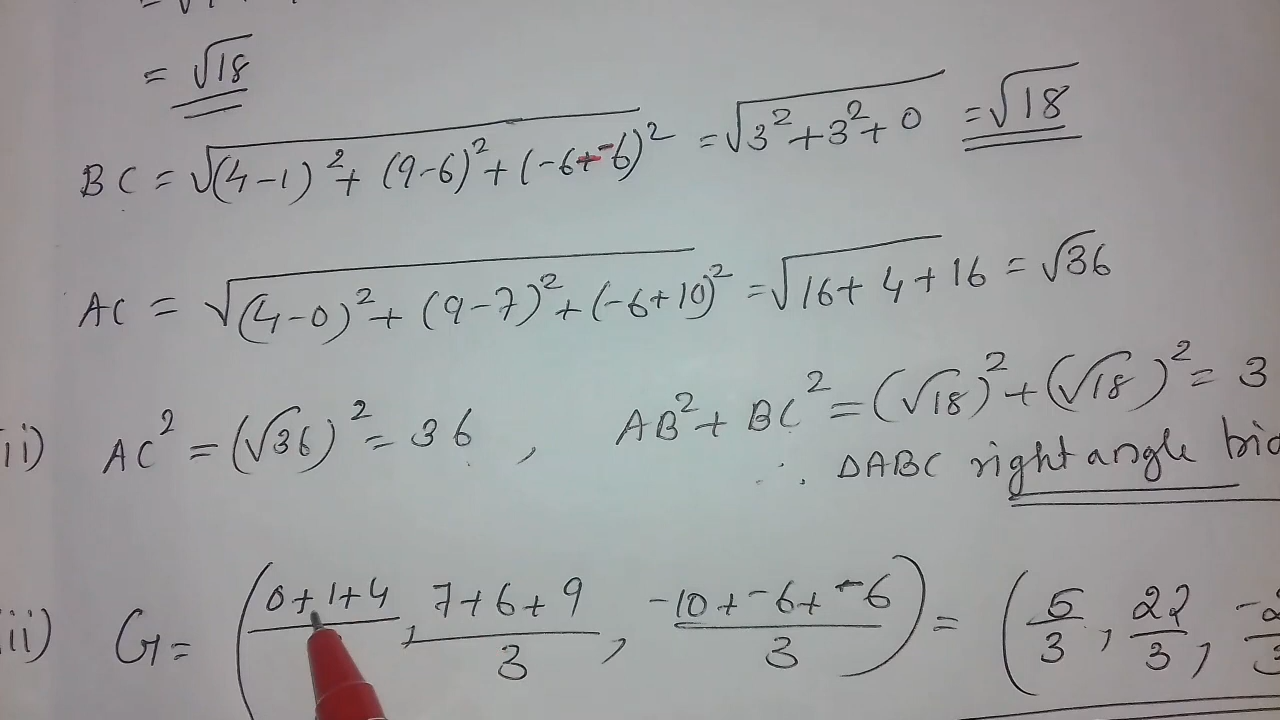 = √18
BC = √(4-1)² + (9-6)² + (-6+-6)² = √3²+3²+0 = √18
AC = √(4-0)² + (9-7)² + (-6+10)² = √16+4+16 = √36
ii) AC² = (√36)² = 36 , AB² + BC² = (√18)² + (√18)² = 3
∴ ΔABC right angle
iii) G = (0+1+4, 7+6+9/3, -10+-6+-6/3) = (5/3, 22/3, -2